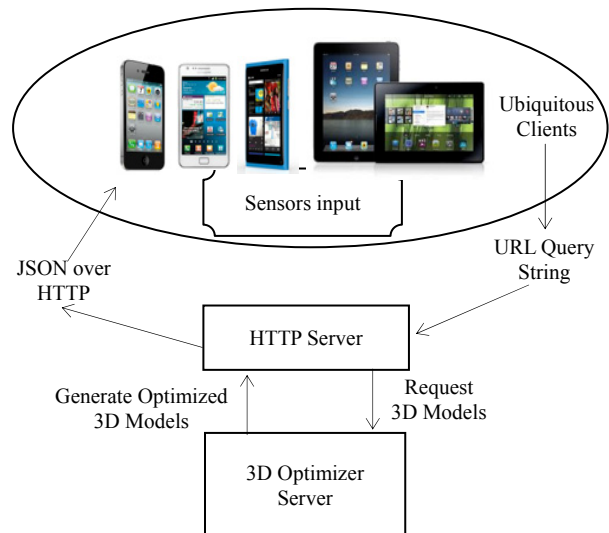 Ubiquitous
Clients
Sensors input
JSON over
HTTP
URL Query
String
HTTP Server
Generate Optimized
3D Models
Request
3D Models
3D Optimizer
Server